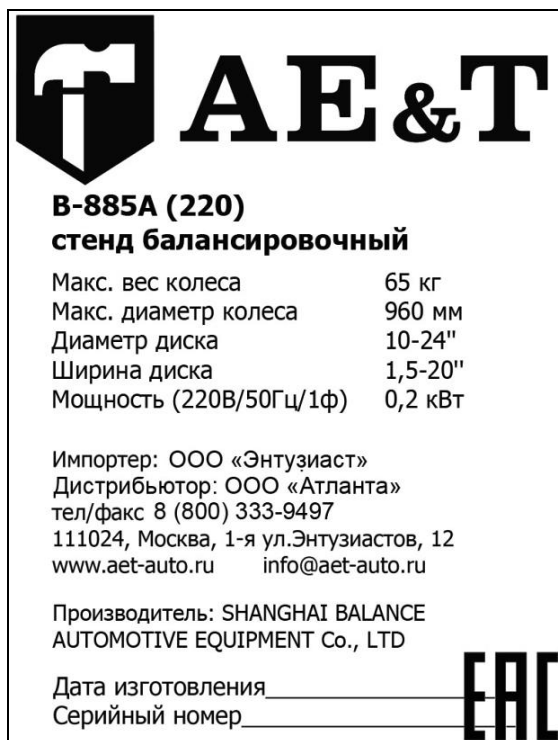 AE&T
B-885A (220)
стенд балансировочный
Макс. вес колеса 65 кг
Макс. диаметр колеса 960 мм
Диаметр диска 10-24"
Ширина диска 1,5-20''
Мощность (220В/50Гц/1ф) 0,2 кВт
Импортер: ООО «Энтузиаст»
Дистрибьютор: ООО «Атланта»
тел/факс 8 (800) 333-9497
111024, Москва, 1-я ул.Энтузиастов, 12
www.aet-auto.ru info@aet-auto.ru
Производитель: SHANGHAI BALANCE
AUTOMOTIVE EQUIPMENT Co., LTD
Дата изготовления
Серийный номер
EAC